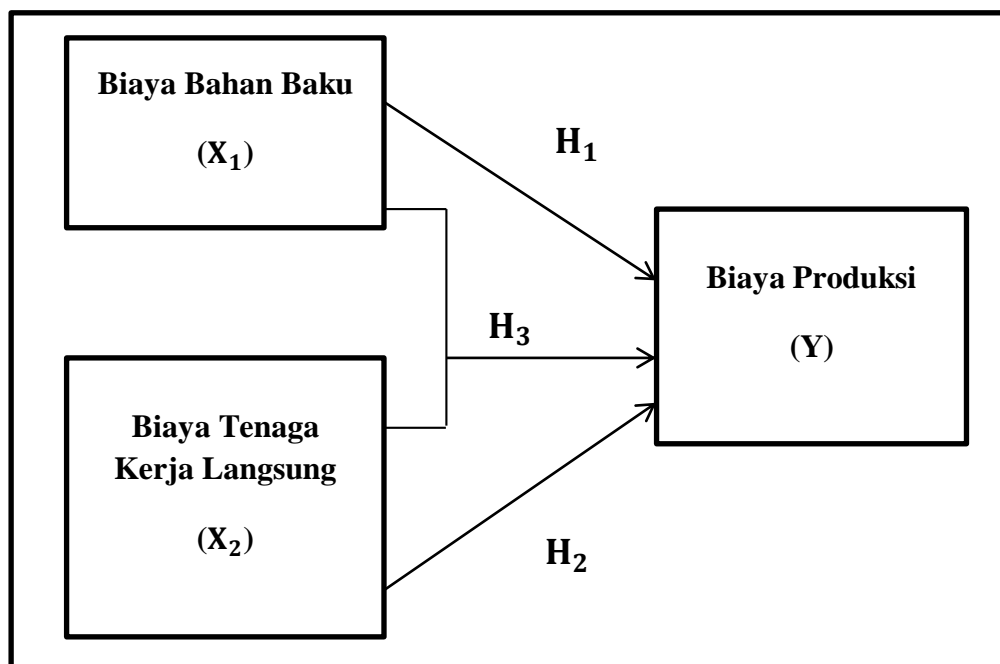 Biaya Bahan Baku
(X₁)
H₁
Biaya Produksi
(Y)
H₃
Biaya Tenaga
Kerja Langsung
(X₂)
H₂